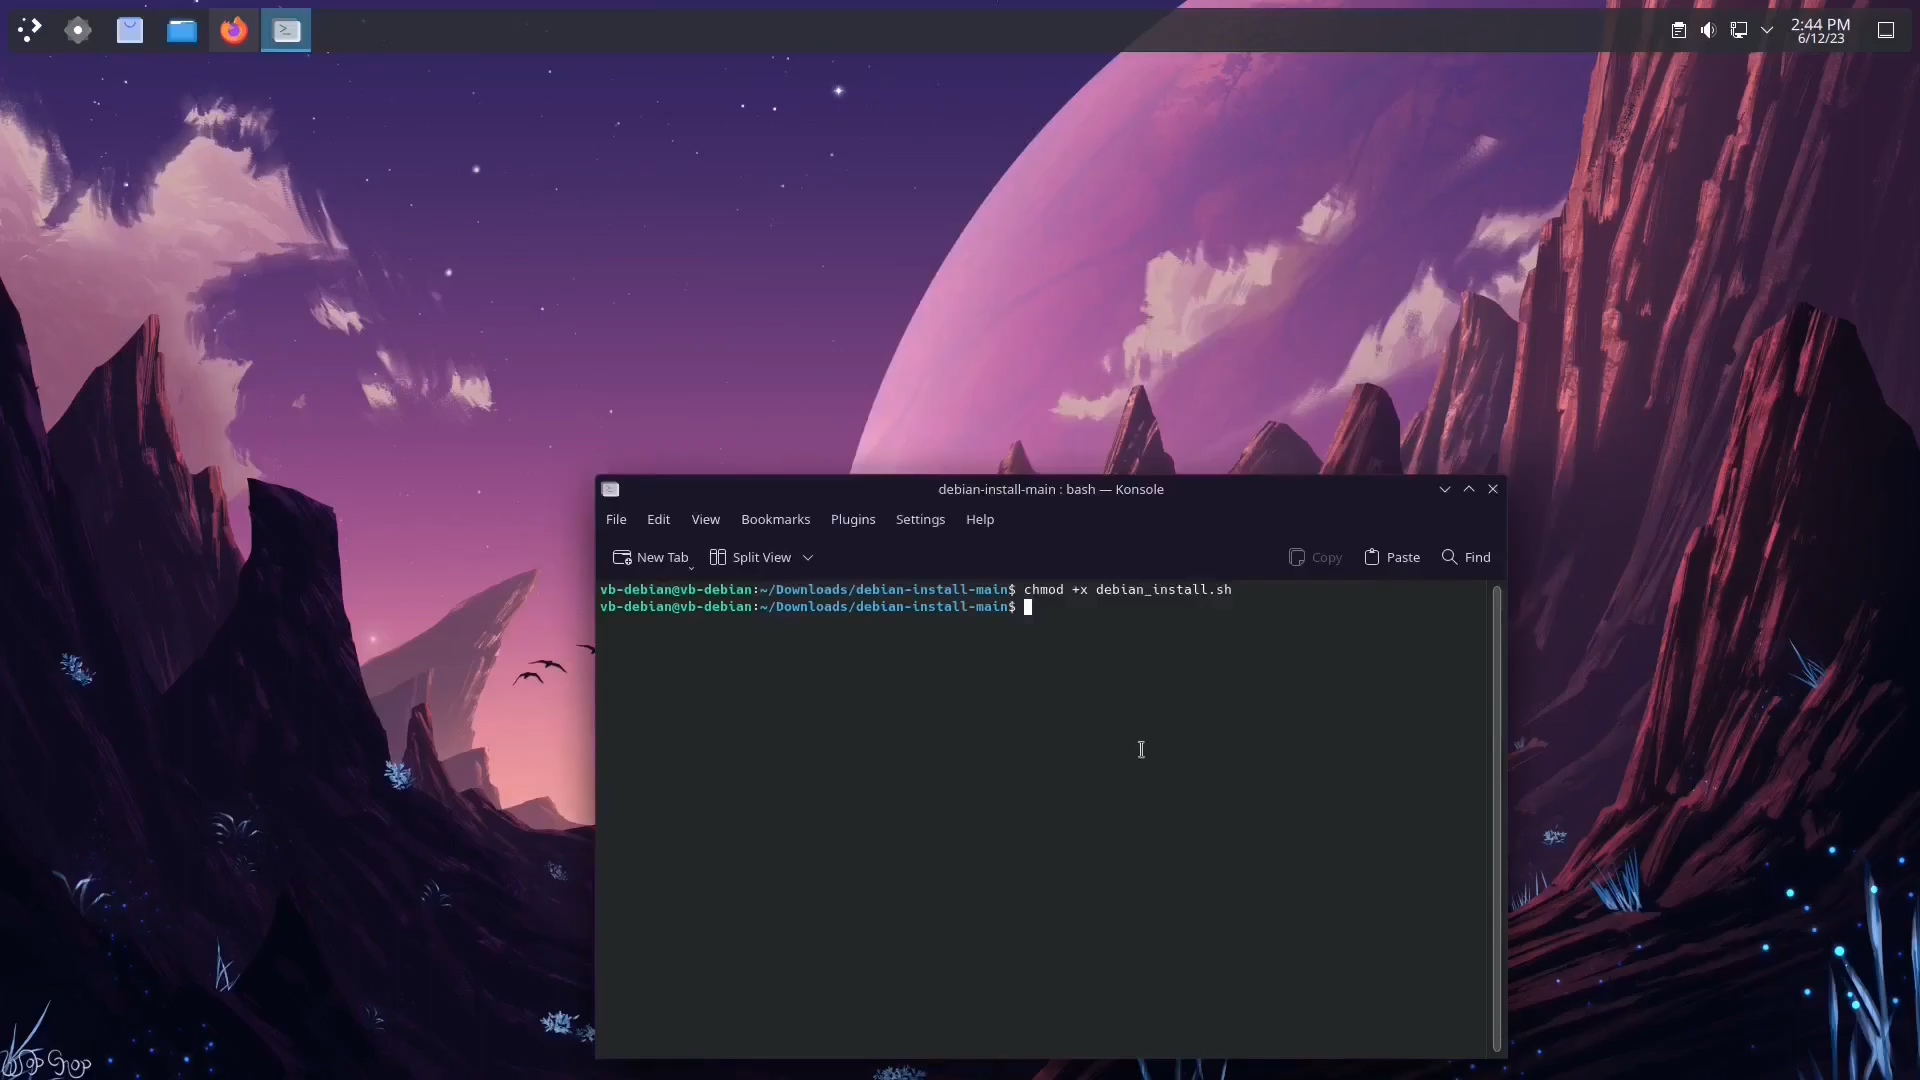 2:44 PM
6/12/23
debian-install-main : bash — Konsole
File Edit View Bookmarks Plugins Settings Help
New Tab Split View Copy Paste Find
vb-debian@vb-debian:~/Downloads/debian-install-main$ chmod +x debian_install.sh
vb-debian@vb-debian:~/Downloads/debian-install-main$